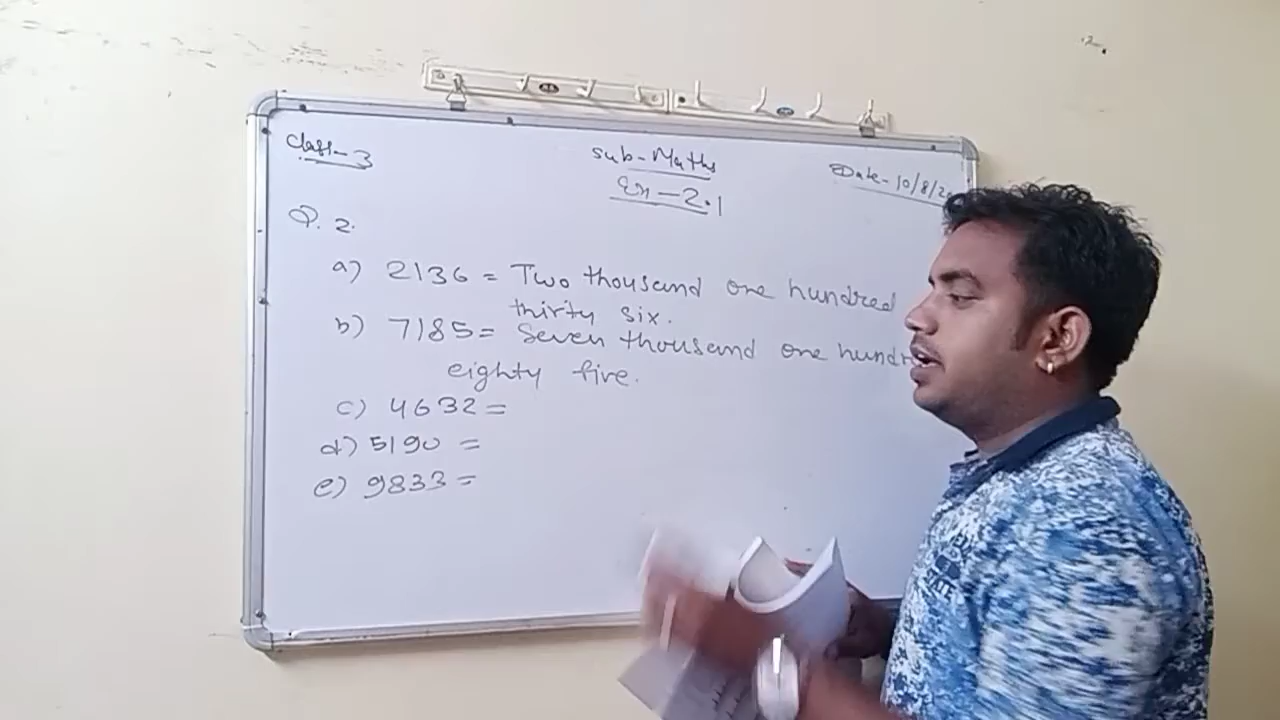 Class-3
Sub-Maths
Date-10/8/20
Ex-2.1
Q. 2.
a) 2136 = Two thousand one hundred
thirty six.
b) 7185= Seven thousand one hundr
eighty five.
c) 4632=
d) 5190 =
e) 9833=